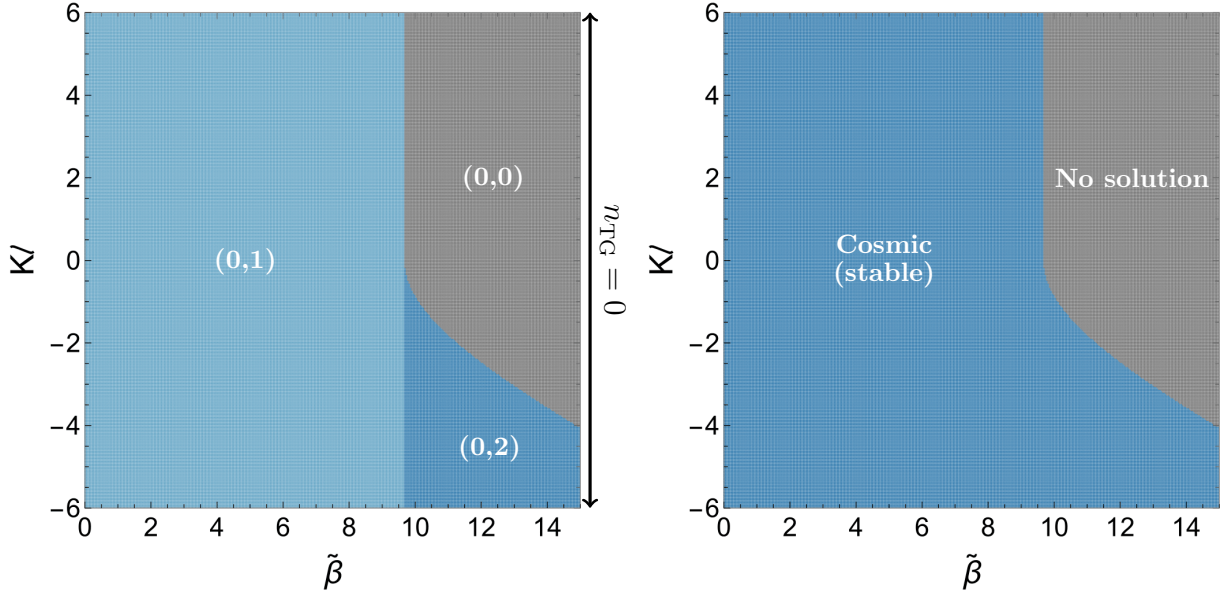 6
4
2
0
−2
−4
−6
Kℓ
(0,0)
(0,1)
(0,2)
0 2 4 6 8 10 12 14
β̃
n_TG = 0
6
4
2
0
−2
−4
−6
Kℓ
No solution
Cosmic
(stable)
0 2 4 6 8 10 12 14
β̃